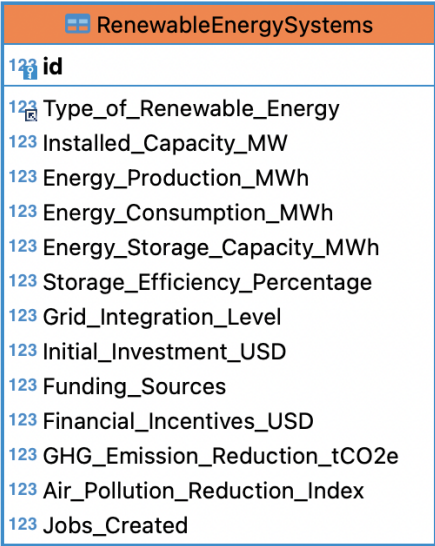 RenewableEnergySystems
123 id
123 Type_of_Renewable_Energy
123 Installed_Capacity_MW
123 Energy_Production_MWh
123 Energy_Consumption_MWh
123 Energy_Storage_Capacity_MWh
123 Storage_Efficiency_Percentage
123 Grid_Integration_Level
123 Initial_Investment_USD
123 Funding_Sources
123 Financial_Incentives_USD
123 GHG_Emission_Reduction_tCO2e
123 Air_Pollution_Reduction_Index
123 Jobs_Created